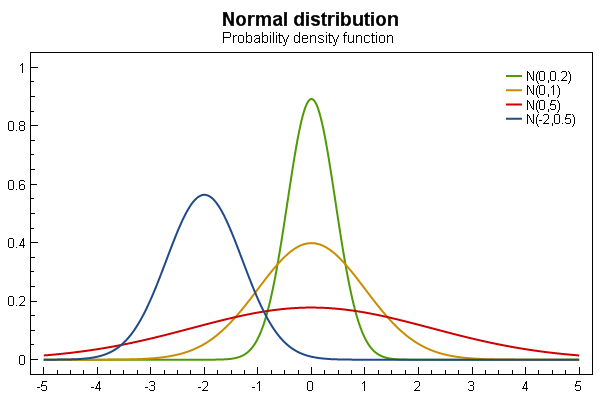 Normal distribution
Probability density function
1
0.8
0.6
0.4
0.2
0
N(0,0.2)
N(0,1)
N(0,5)
N(-2,0.5)
-5 -4 -3 -2 -1 0 1 2 3 4 5